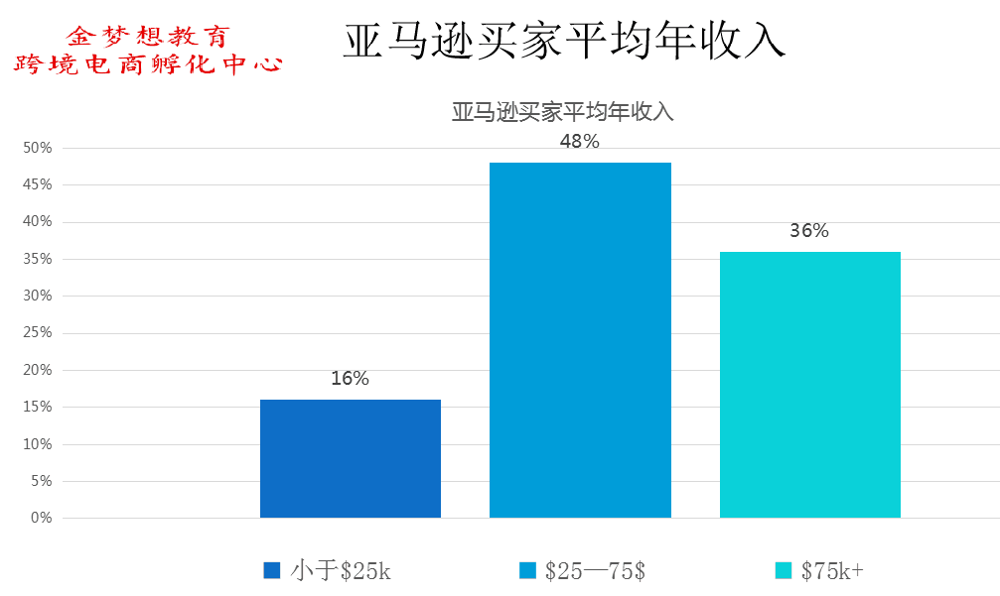 金梦想教育
跨境电商孵化中心
亚马逊买家平均年收入
亚马逊买家平均年收入
50%
45%
40%
35%
30%
25%
20%
15%
10%
5%
0%
16%
48%
36%
小于$25k
$25—75$
$75k+